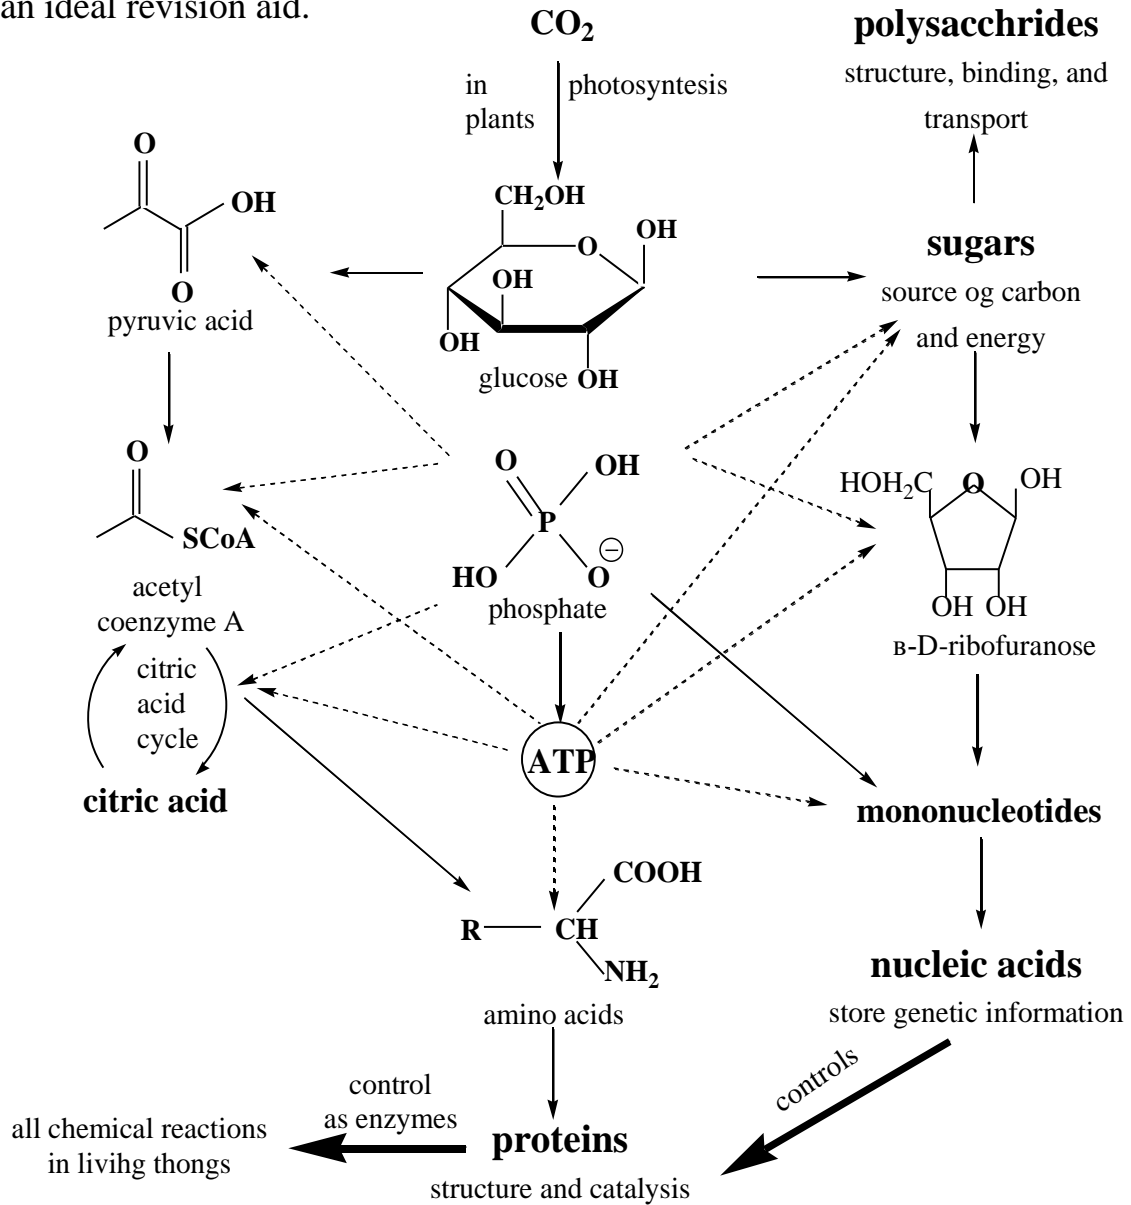 an ideal revision aid.
CO2
in
plants
photosyntesis
polysacchrides
structure, binding, and
transport
O
OH
O
pyruvic acid
CH2OH
O
OH
OH
OH
OH
glucose
sugars
source og carbon
and energy
O
SCoA
acetyl
coenzyme A
O
OH
P
HO
O
−
phosphate
HOH2C
O
OH
OH OH
в-D-ribofuranose
citric
acid
cycle
citric acid
ATP
mononucleotides
COOH
R
CH
NH2
amino acids
nucleic acids
store genetic information
controls
control
as enzymes
all chemical reactions
in livihg thongs
proteins
structure and catalysis